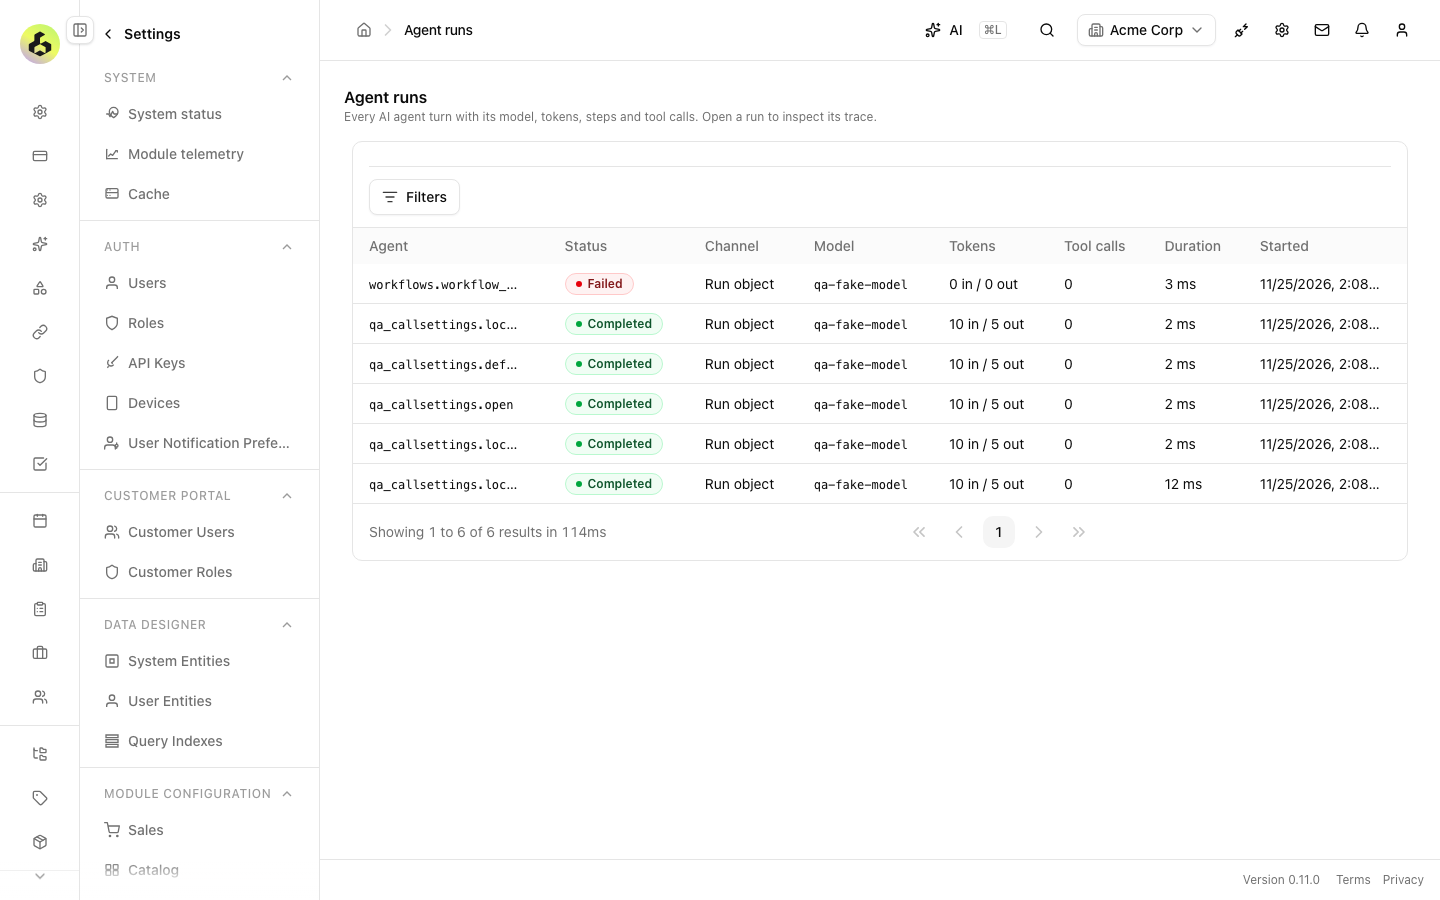 Settings
SYSTEM
System status
Module telemetry
Cache
AUTH
Users
Roles
API Keys
Devices
User Notification Prefe...
CUSTOMER PORTAL
Customer Users
Customer Roles
DATA DESIGNER
System Entities
User Entities
Query Indexes
MODULE CONFIGURATION
Sales
Catalog
Agent runs
AI ⌘L
Acme Corp
Agent runs
Every AI agent turn with its model, tokens, steps and tool calls. Open a run to inspect its trace.
Filters
Agent Status Channel Model Tokens Tool calls Duration Started
workflows.workflow_... Failed Run object qa-fake-model 0 in / 0 out 0 3 ms 11/25/2026, 2:08...
qa_callsettings.loc... Completed Run object qa-fake-model 10 in / 5 out 0 2 ms 11/25/2026, 2:08...
qa_callsettings.def... Completed Run object qa-fake-model 10 in / 5 out 0 2 ms 11/25/2026, 2:08...
qa_callsettings.open Completed Run object qa-fake-model 10 in / 5 out 0 2 ms 11/25/2026, 2:08...
qa_callsettings.loc... Completed Run object qa-fake-model 10 in / 5 out 0 2 ms 11/25/2026, 2:08...
qa_callsettings.loc... Completed Run object qa-fake-model 10 in / 5 out 0 12 ms 11/25/2026, 2:08...
Showing 1 to 6 of 6 results in 114ms
1
Version 0.11.0 Terms Privacy